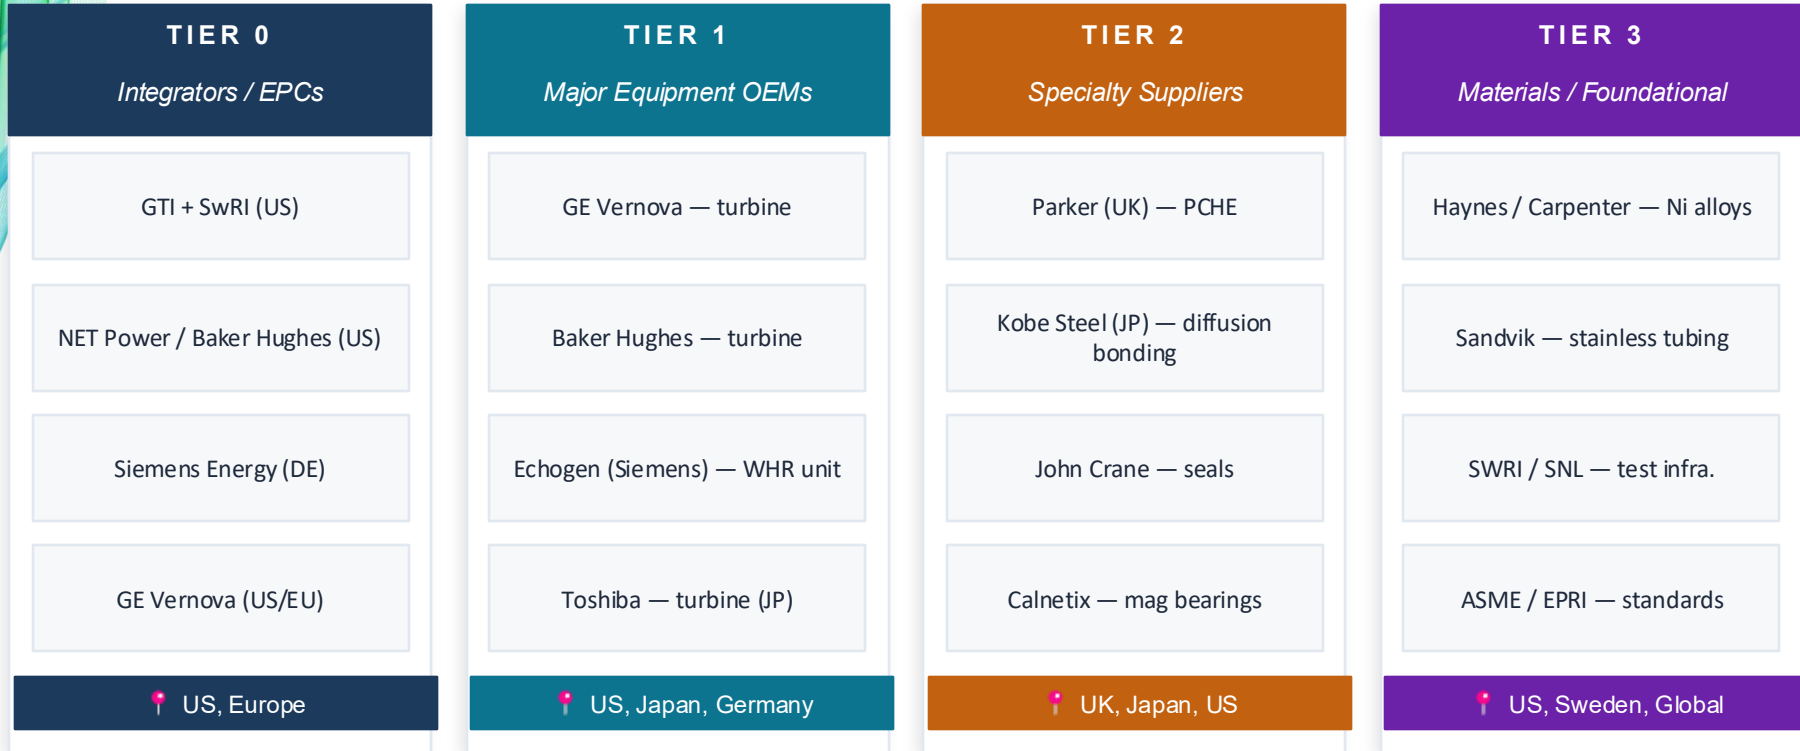 TIER 0
Integrators / EPCs
GTI + SwRI (US)
NET Power / Baker Hughes (US)
Siemens Energy (DE)
GE Vernova (US/EU)
US, Europe
TIER 1
Major Equipment OEMs
GE Vernova — turbine
Baker Hughes — turbine
Echogen (Siemens) — WHR unit
Toshiba — turbine (JP)
US, Japan, Germany
TIER 2
Specialty Suppliers
Parker (UK) — PCHE
Kobe Steel (JP) — diffusion
bonding
John Crane — seals
Calnetix — mag bearings
UK, Japan, US
TIER 3
Materials / Foundational
Haynes / Carpenter — Ni alloys
Sandvik — stainless tubing
SWRI / SNL — test infra.
ASME / EPRI — standards
US, Sweden, Global